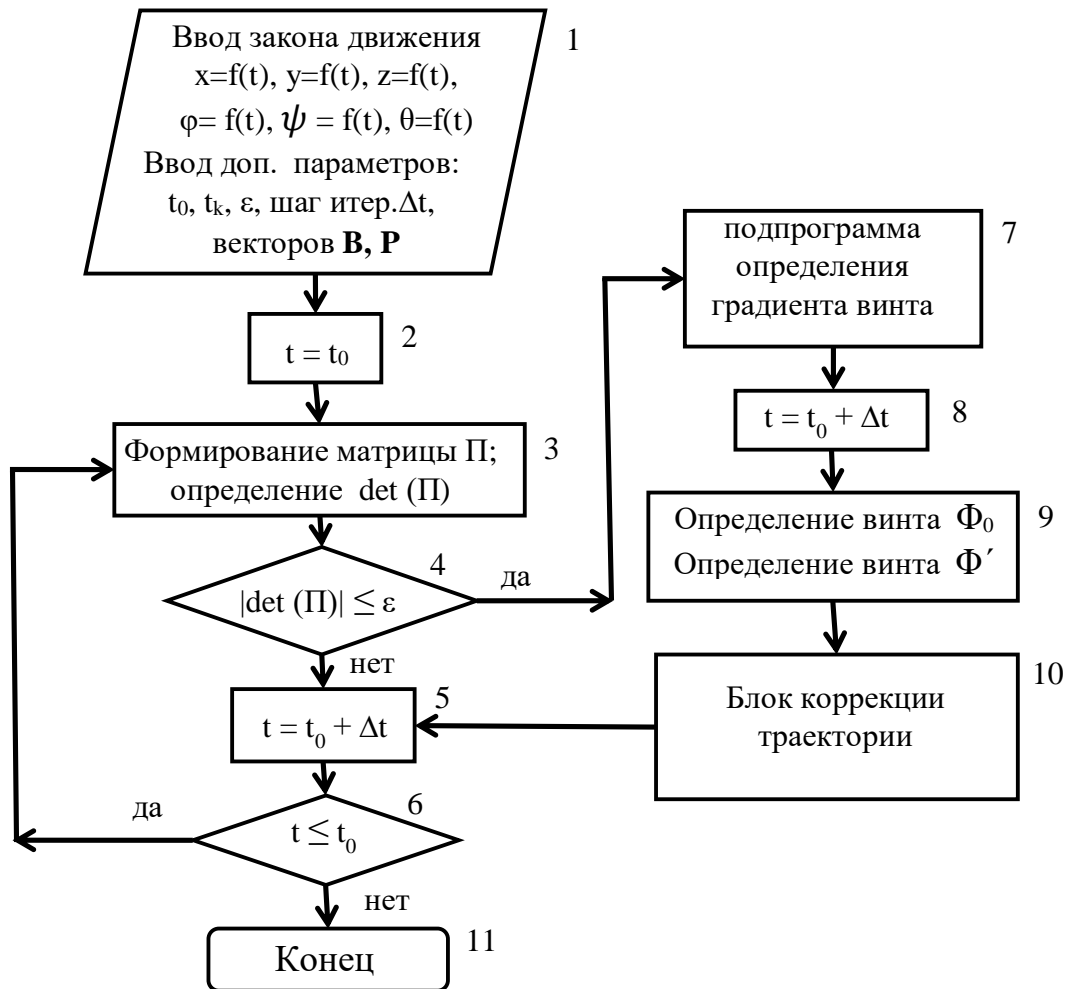 Ввод закона движения
x=f(t), y=f(t), z=f(t),
φ= f(t), ψ = f(t), θ=f(t)
Ввод доп. параметров:
t₀, tₖ, ε, шаг итер.Δt,
векторов В, Р
1
t = t₀
2
Формирование матрицы П;
определение det (П)
3
|det (П)| ≤ ε
4
да
нет
t = t₀ + Δt
5
t ≤ t₀
6
да
нет
Конец
11
подпрограмма
определения
градиента винта
7
t = t₀ + Δt
8
Определение винта Ф₀
Определение винта Ф′
9
Блок коррекции
траектории
10